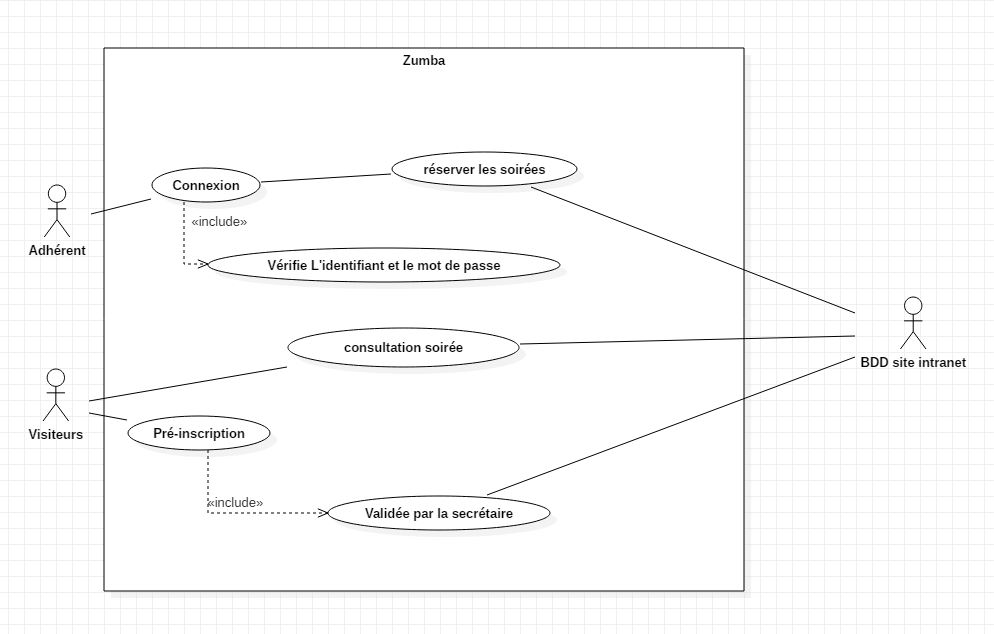 Zumba
réserver les soirées
Connexion
«include»
Adhérent
Vérifie L'identifiant et le mot de passe
consultation soirée
BDD site intranet
Visiteurs
Pré-inscription
«include»
Validée par la secrétaire